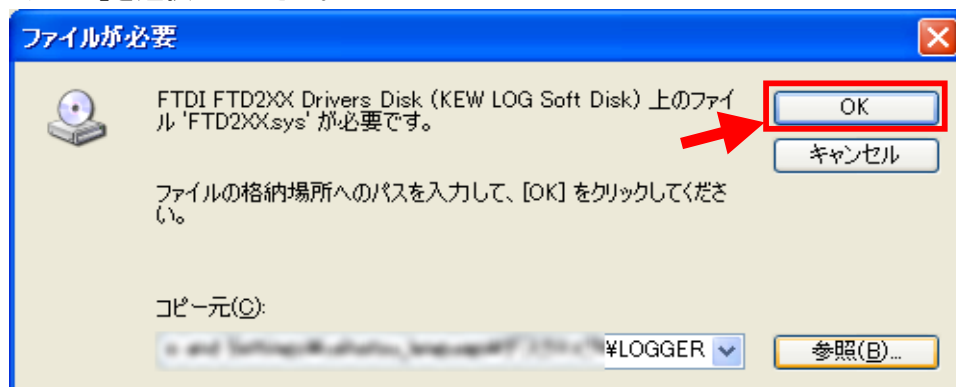 ファイルが必要
FTDI FTD2XX Drivers Disk (KEW LOG Soft Disk) 上のファイ
ル 'FTD2XX.sys' が必要です。
OK
キャンセル
ファイルの格納場所へのパスを入力して、[OK] をクリックしてくださ
い。
コピー元(C):
¥LOGGER
参照(B)...